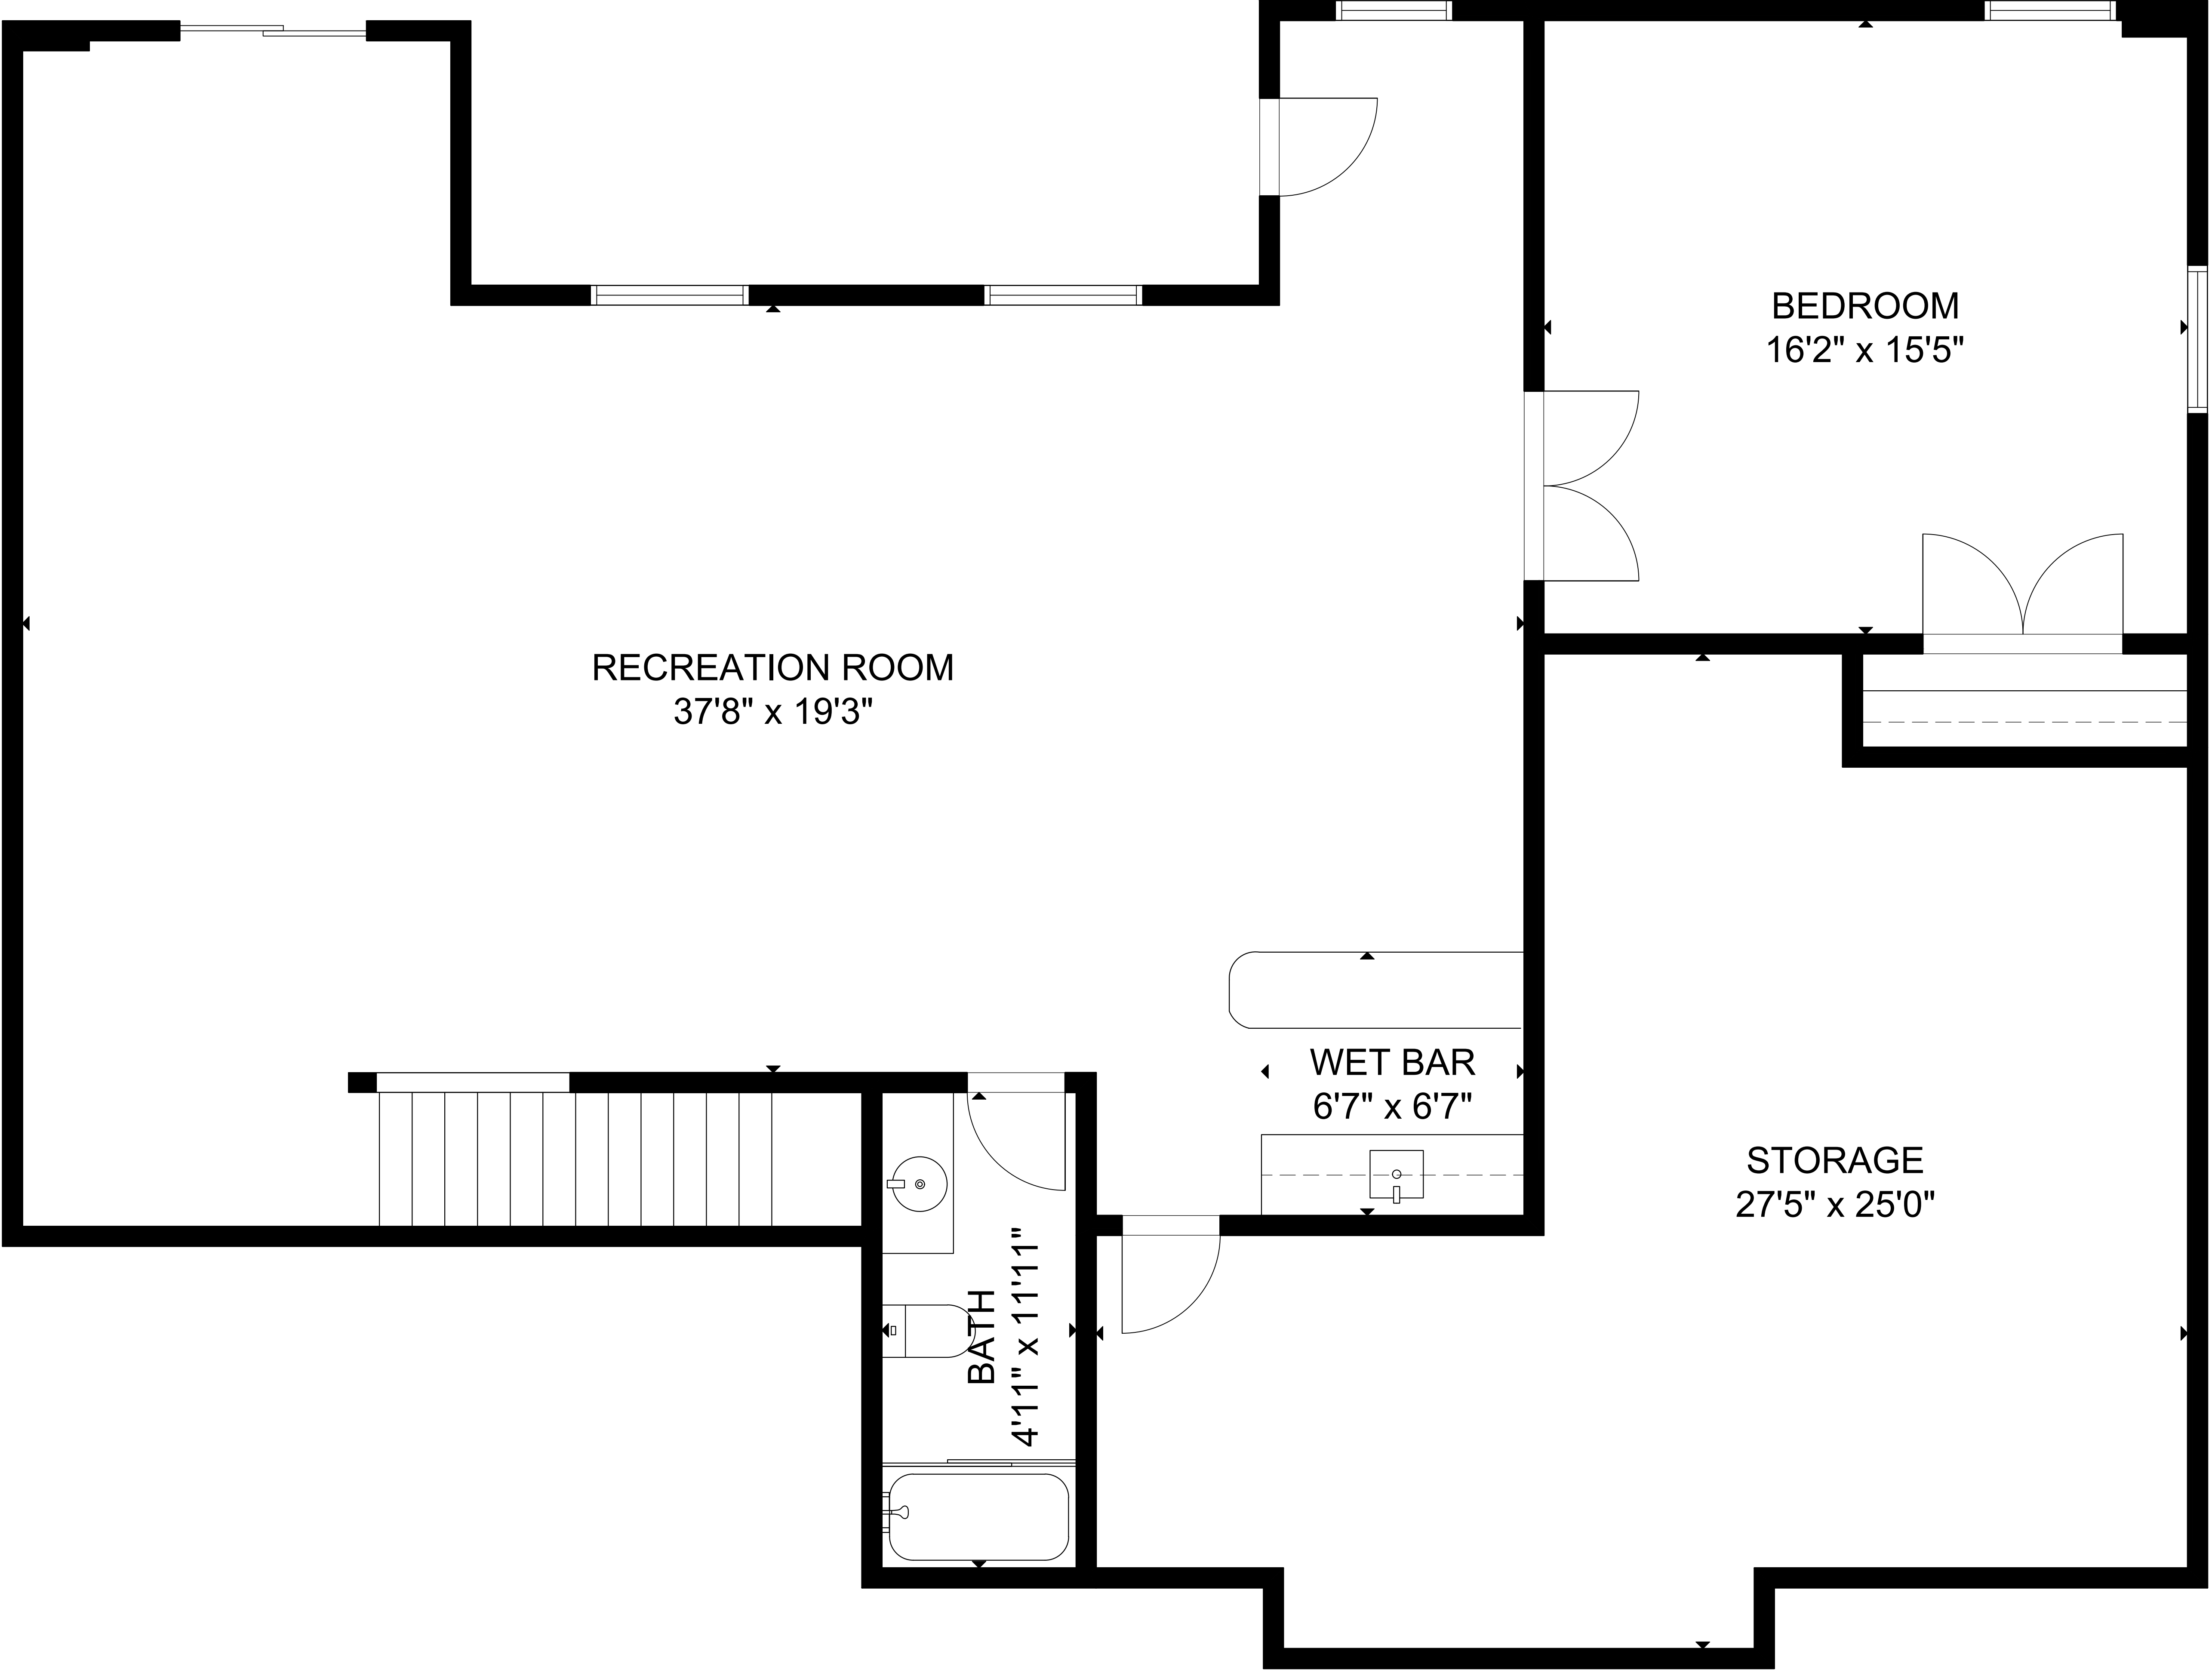 BEDROOM
16'2" x 15'5"
RECREATION ROOM
37'8" x 19'3"
WET BAR
6'7" x 6'7"
STORAGE
27'5" x 25'0"
BATH
4'11" x 11'11"